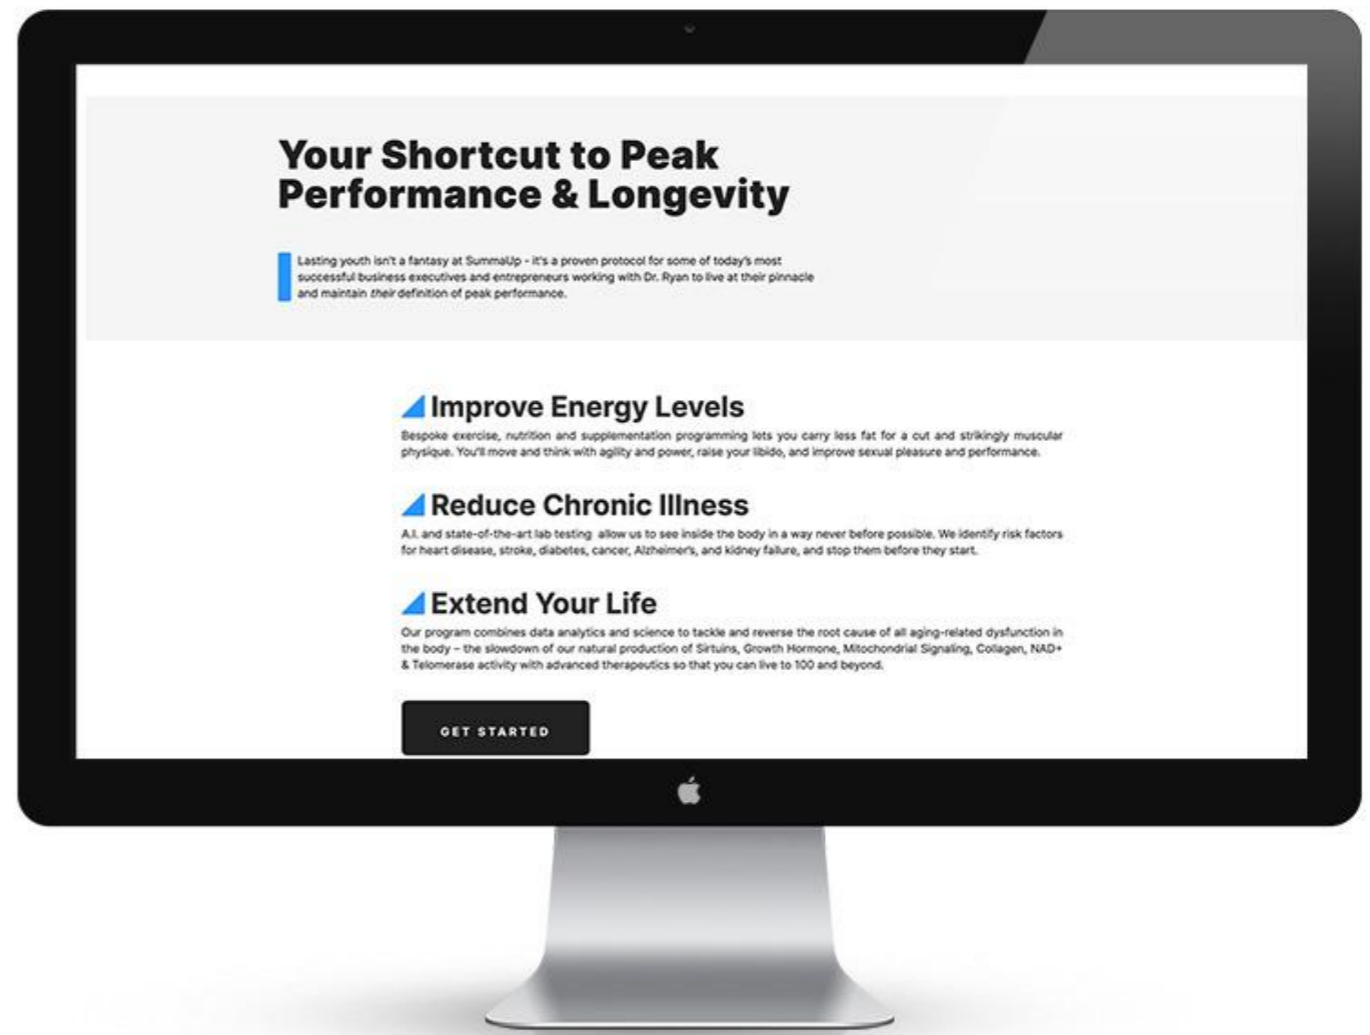 Your Shortcut to Peak
Performance & Longevity
Lasting youth isn't a fantasy at SummaUp - it's a proven protocol for some of today's most
successful business executives and entrepreneurs working with Dr. Ryan to live at their pinnacle
and maintain their definition of peak performance.
Improve Energy Levels
Bespoke exercise, nutrition and supplementation programming lets you carry less fat for a cut and strikingly muscular
physique. You'll move and think with agility and power, raise your libido, and improve sexual pleasure and performance.
Reduce Chronic Illness
A.I. and state-of-the-art lab testing allow us to see inside the body in a way never before possible. We identify risk factors
for heart disease, stroke, diabetes, cancer, Alzheimer's, and kidney failure, and stop them before they start.
Extend Your Life
Our program combines data analytics and science to tackle and reverse the root cause of all aging-related dysfunction in
the body – the slowdown of our natural production of Sirtuins, Growth Hormone, Mitochondrial Signaling, Collagen, NAD+
& Telomerase activity with advanced therapeutics so that you can live to 100 and beyond.
GET STARTED